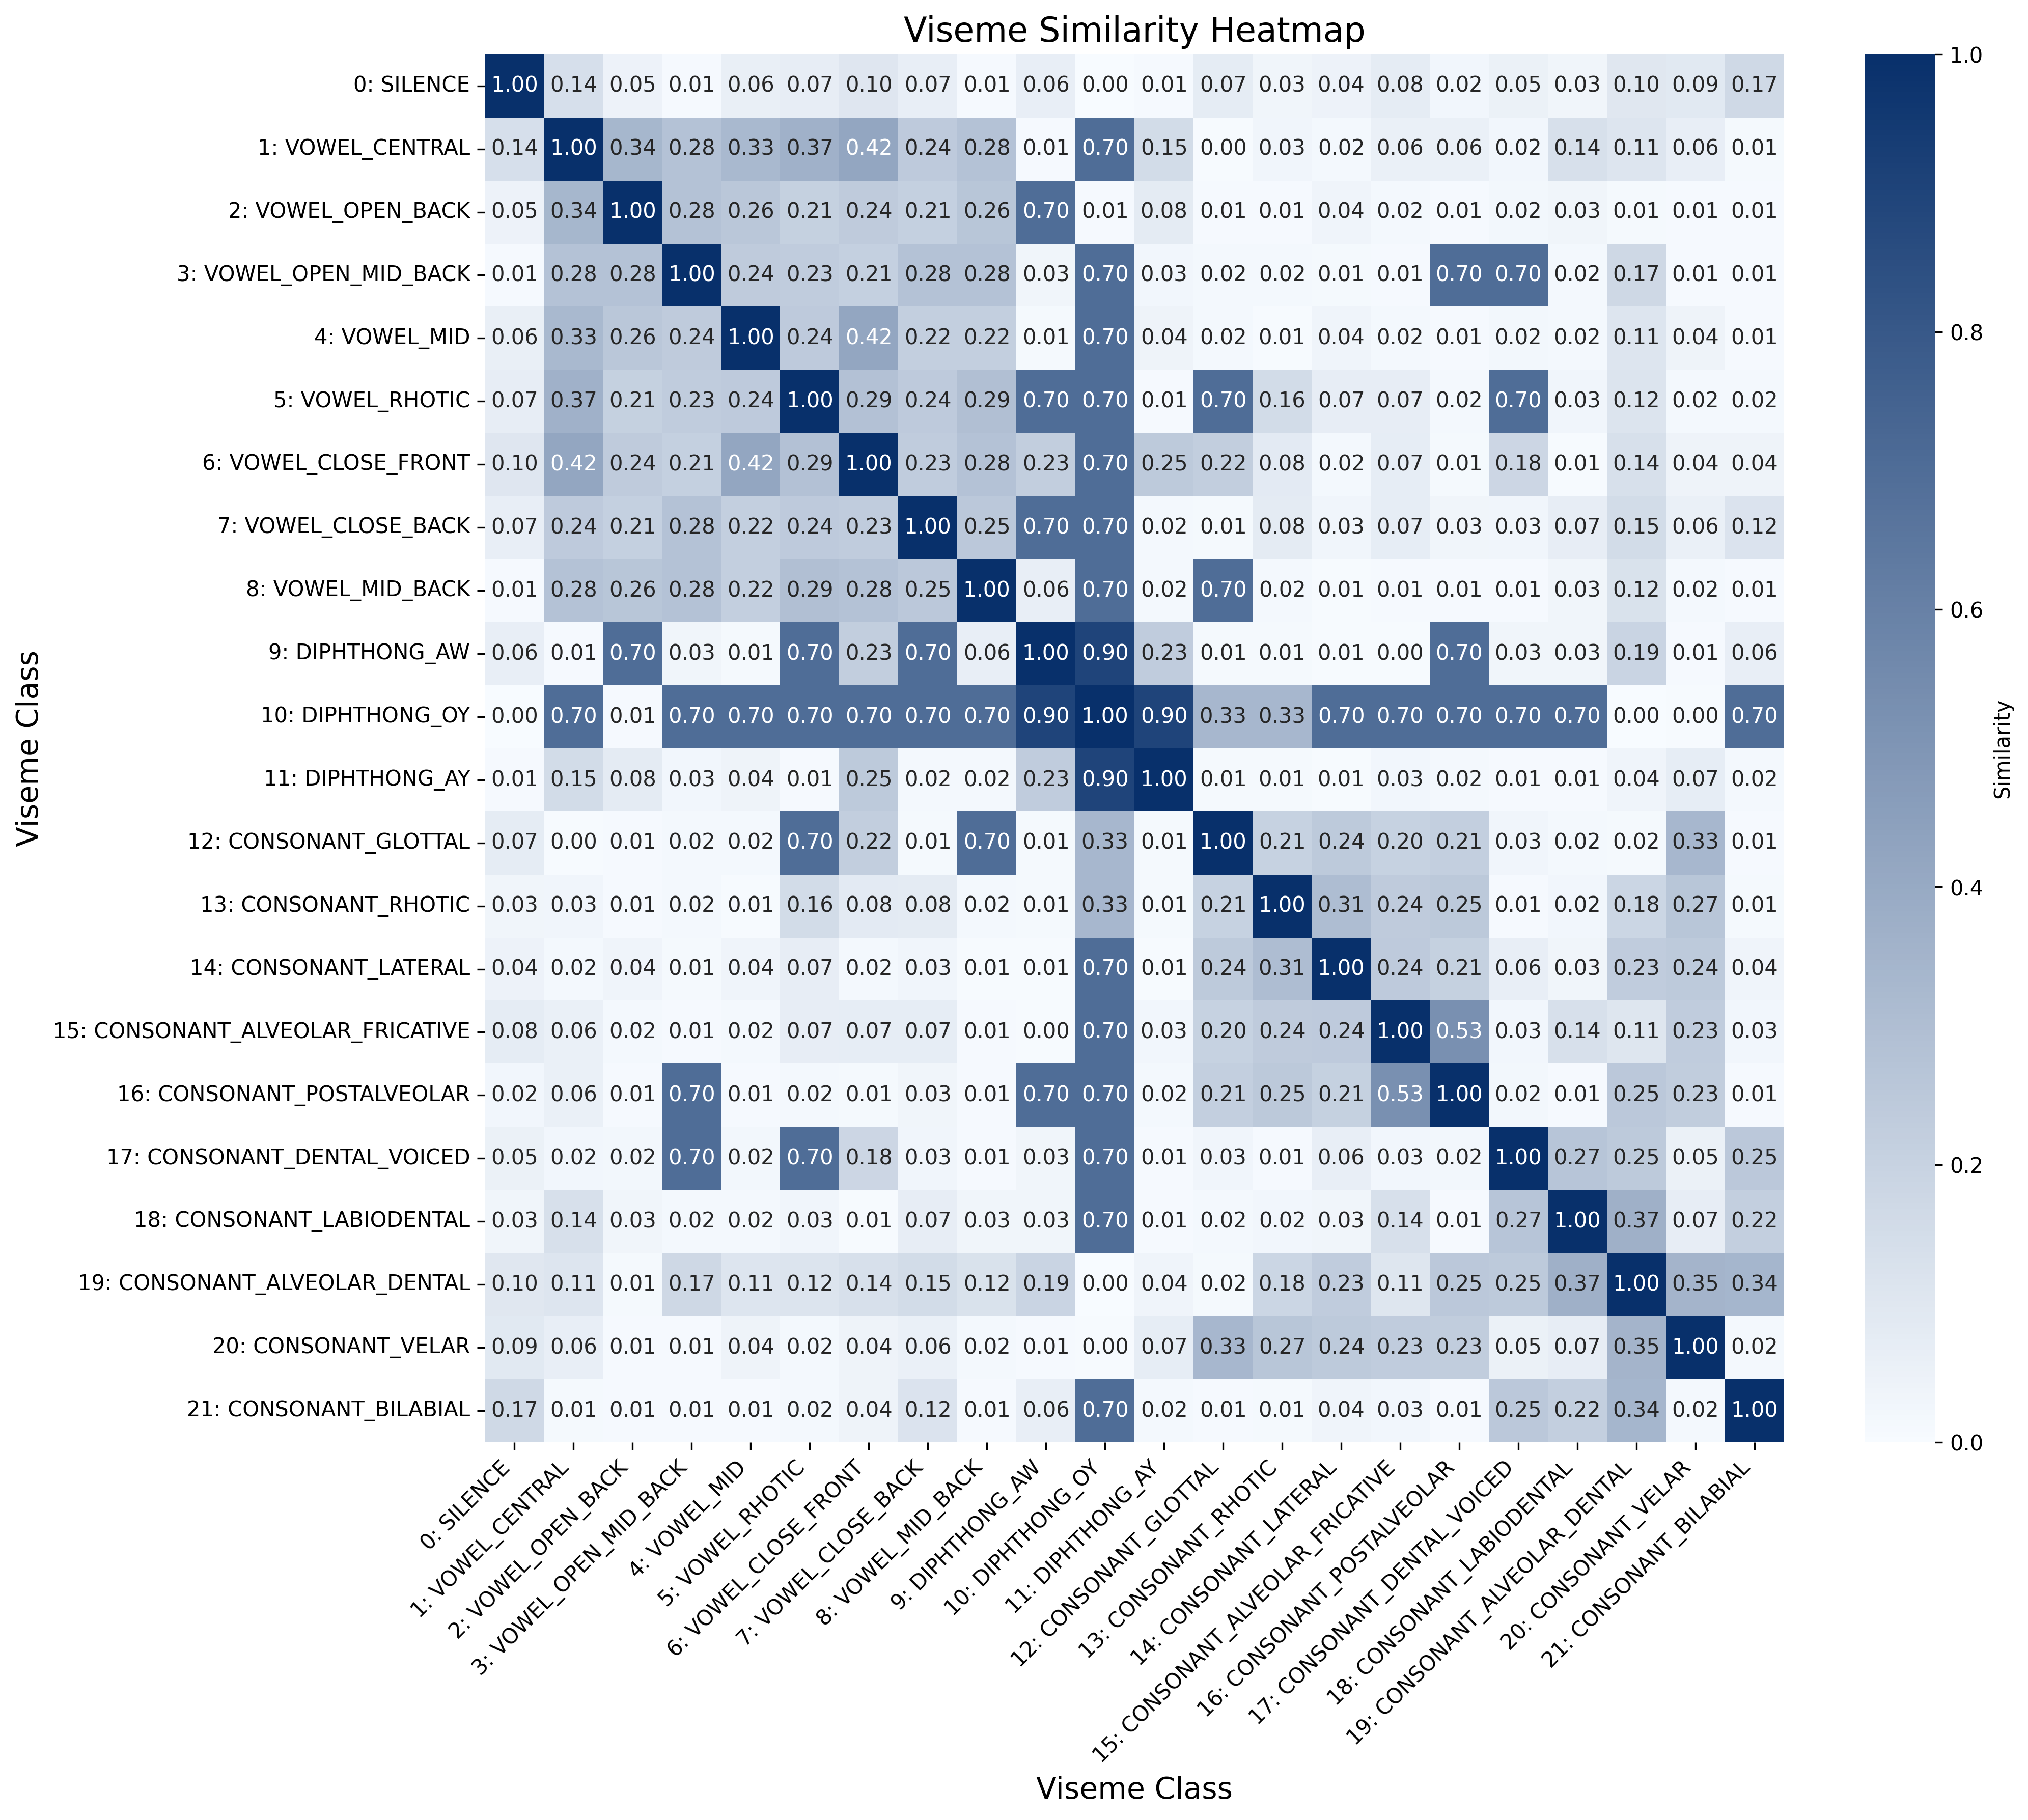 Viseme Similarity Heatmap
0: SILENCE 1.00 0.14 0.05 0.01 0.06 0.07 0.10 0.07 0.01 0.06 0.00 0.01 0.07 0.03 0.04 0.08 0.02 0.05 0.03 0.10 0.09 0.17
1: VOWEL_CENTRAL 0.14 1.00 0.34 0.28 0.33 0.37 0.42 0.24 0.28 0.01 0.70 0.15 0.00 0.03 0.02 0.06 0.06 0.02 0.14 0.11 0.06 0.01
2: VOWEL_OPEN_BACK 0.05 0.34 1.00 0.28 0.26 0.21 0.24 0.21 0.26 0.70 0.01 0.08 0.01 0.01 0.04 0.02 0.01 0.02 0.03 0.01 0.01 0.01
3: VOWEL_OPEN_MID_BACK 0.01 0.28 0.28 1.00 0.24 0.23 0.21 0.28 0.28 0.03 0.70 0.03 0.02 0.02 0.01 0.01 0.70 0.70 0.02 0.17 0.01 0.01
4: VOWEL_MID 0.06 0.33 0.26 0.24 1.00 0.24 0.42 0.22 0.22 0.01 0.70 0.04 0.02 0.01 0.04 0.02 0.01 0.02 0.02 0.11 0.04 0.01
5: VOWEL_RHOTIC 0.07 0.37 0.21 0.23 0.24 1.00 0.29 0.24 0.29 0.70 0.70 0.01 0.70 0.16 0.07 0.07 0.02 0.70 0.03 0.12 0.02 0.02
6: VOWEL_CLOSE_FRONT 0.10 0.42 0.24 0.21 0.42 0.29 1.00 0.23 0.28 0.23 0.70 0.25 0.22 0.08 0.02 0.07 0.01 0.18 0.01 0.14 0.04 0.04
7: VOWEL_CLOSE_BACK 0.07 0.24 0.21 0.28 0.22 0.24 0.23 1.00 0.25 0.70 0.70 0.02 0.01 0.08 0.03 0.07 0.03 0.03 0.07 0.15 0.06 0.12
8: VOWEL_MID_BACK 0.01 0.28 0.26 0.28 0.22 0.29 0.28 0.25 1.00 0.06 0.70 0.02 0.70 0.02 0.01 0.01 0.01 0.01 0.03 0.12 0.02 0.01
9: DIPHTHONG_AW 0.06 0.01 0.70 0.03 0.01 0.70 0.23 0.70 0.06 1.00 0.90 0.23 0.01 0.01 0.01 0.00 0.70 0.03 0.03 0.19 0.01 0.06
10: DIPHTHONG_OY 0.00 0.70 0.01 0.70 0.70 0.70 0.70 0.70 0.70 0.90 1.00 0.90 0.33 0.33 0.70 0.70 0.70 0.70 0.70 0.00 0.00 0.70
11: DIPHTHONG_AY 0.01 0.15 0.08 0.03 0.04 0.01 0.25 0.02 0.02 0.23 0.90 1.00 0.01 0.01 0.01 0.03 0.02 0.01 0.01 0.04 0.07 0.02
12: CONSONANT_GLOTTAL 0.07 0.00 0.01 0.02 0.02 0.70 0.22 0.01 0.70 0.01 0.33 0.01 1.00 0.21 0.24 0.20 0.21 0.03 0.02 0.02 0.33 0.01
13: CONSONANT_RHOTIC 0.03 0.03 0.01 0.02 0.01 0.16 0.08 0.08 0.02 0.01 0.33 0.01 0.21 1.00 0.31 0.24 0.25 0.01 0.02 0.18 0.27 0.01
14: CONSONANT_LATERAL 0.04 0.02 0.04 0.01 0.04 0.07 0.02 0.03 0.01 0.01 0.70 0.01 0.24 0.31 1.00 0.24 0.21 0.06 0.03 0.23 0.24 0.04
15: CONSONANT_ALVEOLAR_FRICATIVE 0.08 0.06 0.02 0.01 0.02 0.07 0.07 0.07 0.01 0.00 0.70 0.03 0.20 0.24 0.24 1.00 0.53 0.03 0.14 0.11 0.23 0.03
16: CONSONANT_POSTALVEOLAR 0.02 0.06 0.01 0.70 0.01 0.02 0.01 0.03 0.01 0.70 0.70 0.02 0.21 0.25 0.21 0.53 1.00 0.02 0.01 0.25 0.23 0.01
17: CONSONANT_DENTAL_VOICED 0.05 0.02 0.02 0.70 0.02 0.70 0.18 0.03 0.01 0.03 0.70 0.01 0.03 0.01 0.06 0.03 0.02 1.00 0.27 0.25 0.05 0.25
18: CONSONANT_LABIODENTAL 0.03 0.14 0.03 0.02 0.02 0.03 0.01 0.07 0.03 0.03 0.70 0.01 0.02 0.02 0.03 0.14 0.01 0.27 1.00 0.37 0.07 0.22
19: CONSONANT_ALVEOLAR_DENTAL 0.10 0.11 0.01 0.17 0.11 0.12 0.14 0.15 0.12 0.19 0.00 0.04 0.02 0.18 0.23 0.11 0.25 0.25 0.37 1.00 0.35 0.34
20: CONSONANT_VELAR 0.09 0.06 0.01 0.01 0.04 0.02 0.04 0.06 0.02 0.01 0.00 0.07 0.33 0.27 0.24 0.23 0.23 0.05 0.07 0.35 1.00 0.02
21: CONSONANT_BILABIAL 0.17 0.01 0.01 0.01 0.01 0.02 0.04 0.12 0.01 0.06 0.70 0.02 0.01 0.01 0.04 0.03 0.01 0.25 0.22 0.34 0.02 1.00
Viseme Class
0: SILENCE
1: VOWEL_CENTRAL
2: VOWEL_OPEN_BACK
3: VOWEL_OPEN_MID_BACK
4: VOWEL_MID
5: VOWEL_RHOTIC
6: VOWEL_CLOSE_FRONT
7: VOWEL_CLOSE_BACK
8: VOWEL_MID_BACK
9: DIPHTHONG_AW
10: DIPHTHONG_OY
11: DIPHTHONG_AY
12: CONSONANT_GLOTTAL
13: CONSONANT_RHOTIC
14: CONSONANT_LATERAL
15: CONSONANT_ALVEOLAR_FRICATIVE
16: CONSONANT_POSTALVEOLAR
17: CONSONANT_DENTAL_VOICED
18: CONSONANT_LABIODENTAL
19: CONSONANT_ALVEOLAR_DENTAL
20: CONSONANT_VELAR
21: CONSONANT_BILABIAL
Viseme Class
1.0
0.8
0.6
0.4
0.2
0.0
Similarity